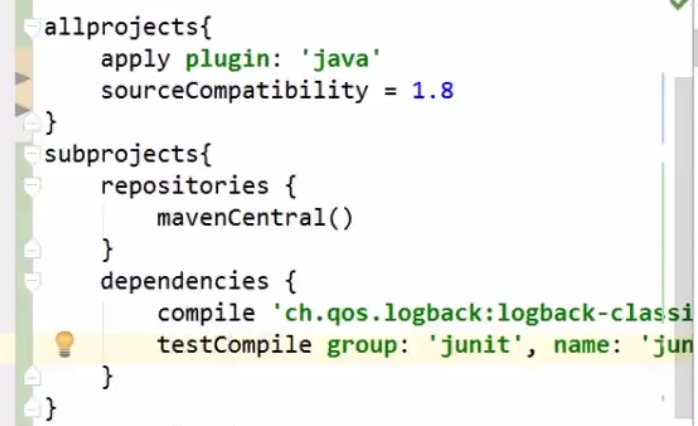 allprojects{
    apply plugin: 'java'
    sourceCompatibility = 1.8
}
subprojects{
    repositories {
        mavenCentral()
    }
    dependencies {
        compile 'ch.qos.logback:logback-classi
        testCompile group: 'junit', name: 'jun
    }
}